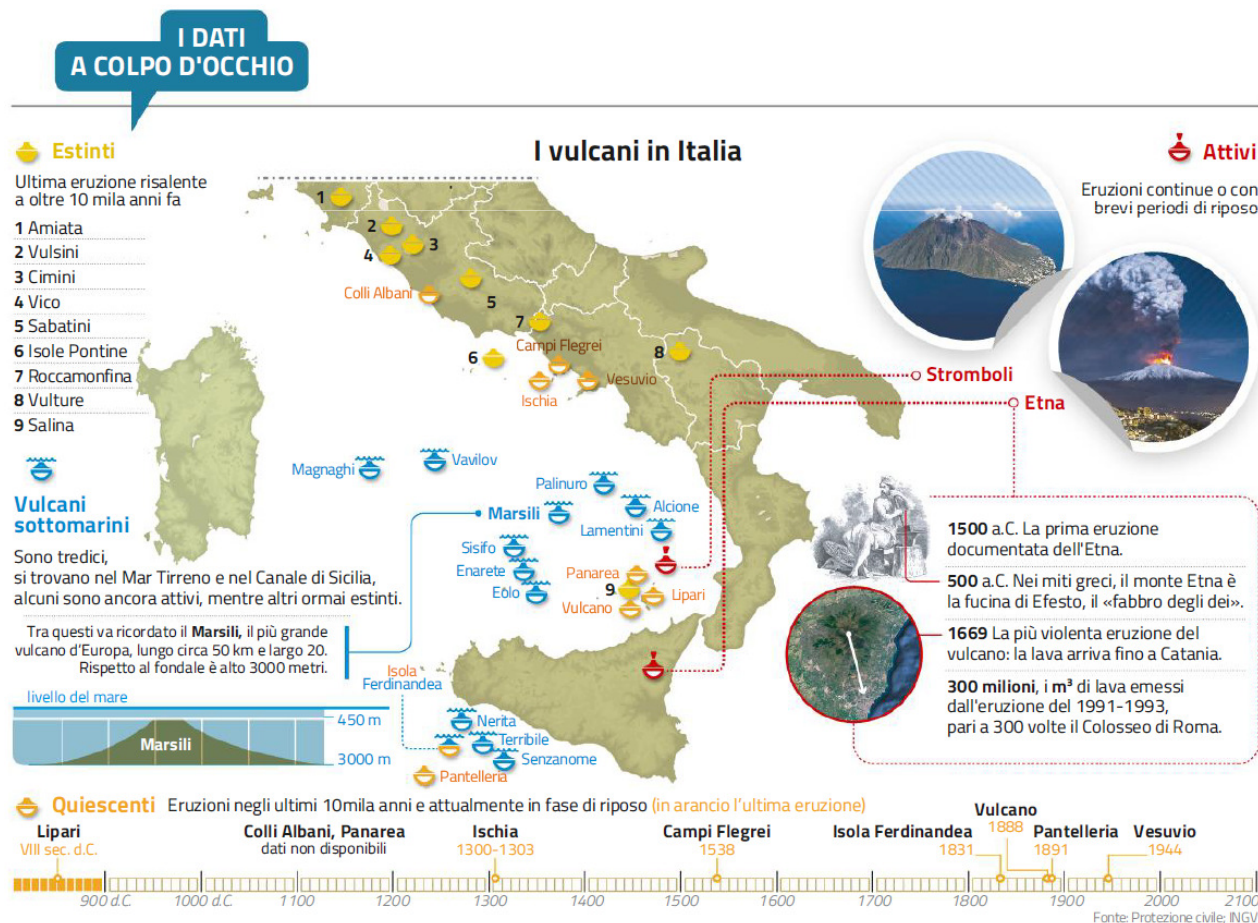 I DATI
A COLPO D'OCCHIO
I vulcani in Italia
Estinti
Ultima eruzione risalente
a oltre 10 mila anni fa
1 Amiata
2 Vulsini
3 Cimini
4 Vico
5 Sabatini
6 Isole Pontine
7 Roccamonfina
8 Vulture
9 Salina
Attivi
Eruzioni continue o con
brevi periodi di riposo
1
2
3
4
Colli Albani
5
7
Campi Flegrei
6
8
Vesuvio
Ischia
Stromboli
Etna
Magnaghi
Vavilov
Palinuro
Alcione
Marsili
Lamentini
Sisifo
Enarete
Panarea
Eolo
9
Lipari
Vulcano
Vulcani
sottomarini
Sono tredici,
si trovano nel Mar Tirreno e nel Canale di Sicilia,
alcuni sono ancora attivi, mentre altri ormai estinti.
Tra questi va ricordato il Marsili, il più grande
vulcano d'Europa, lungo circa 50 km e largo 20.
Rispetto al fondale è alto 3000 metri.
livello del mare
450 m
Marsili
3000 m
Isola
Ferdinandea
Nerita
Terribile
Senzanome
Pantelleria
1500 a.C. La prima eruzione
documentata dell'Etna.
500 a.C. Nei miti greci, il monte Etna è
la fucina di Efesto, il «fabbro degli dei».
1669 La più violenta eruzione del
vulcano: la lava arriva fino a Catania.
300 milioni, i m³ di lava emessi
dall'eruzione del 1991-1993,
pari a 300 volte il Colosseo di Roma.
Quiescenti Eruzioni negli ultimi 10mila anni e attualmente in fase di riposo (in arancio l'ultima eruzione)
Lipari
VIII sec. d.C.
Colli Albani, Panarea
dati non disponibili
Ischia
1300-1303
Campi Flegrei
1538
Isola Ferdinandea
1831
Vulcano
1888
Pantelleria
1891
Vesuvio
1944
900 d.C. 1000 d.C. 1100 1200 1300 1400 1500 1600 1700 1800 1900 2000 2100
Fonte: Protezione civile; INGV